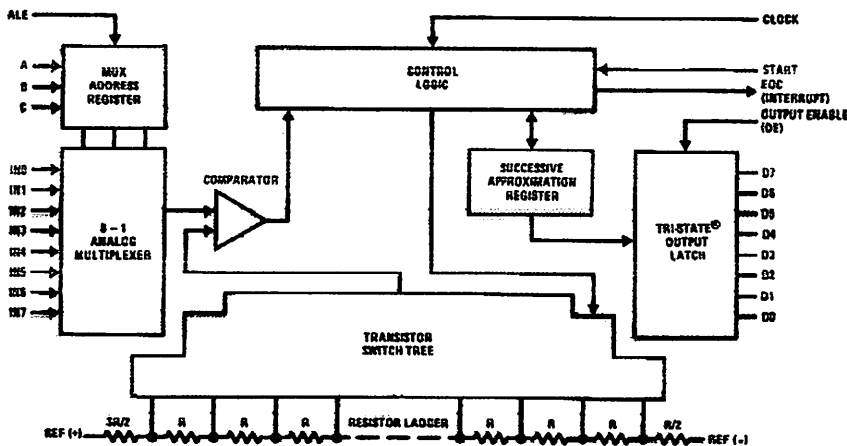 ALE
CLOCK
A
B
C
MUX
ADDRESS
REGISTER
CONTROL
LOGIC
START
EOC
(INTERRUPT)
OUTPUT ENABLE
(OE)
IN0
IN1
IN2
IN3
IN4
IN5
IN6
IN7
8-1
ANALOG
MULTIPLEXER
COMPARATOR
SUCCESSIVE
APPROXIMATION
REGISTER
TRI-STATE®
OUTPUT
LATCH
D7
D6
D5
D4
D3
D2
D1
D0
TRANSISTOR
SWITCH TREE
REF (+)
3R/2
R
R
R
RESISTOR LADDER
R
R
R
R/2
REF (-)